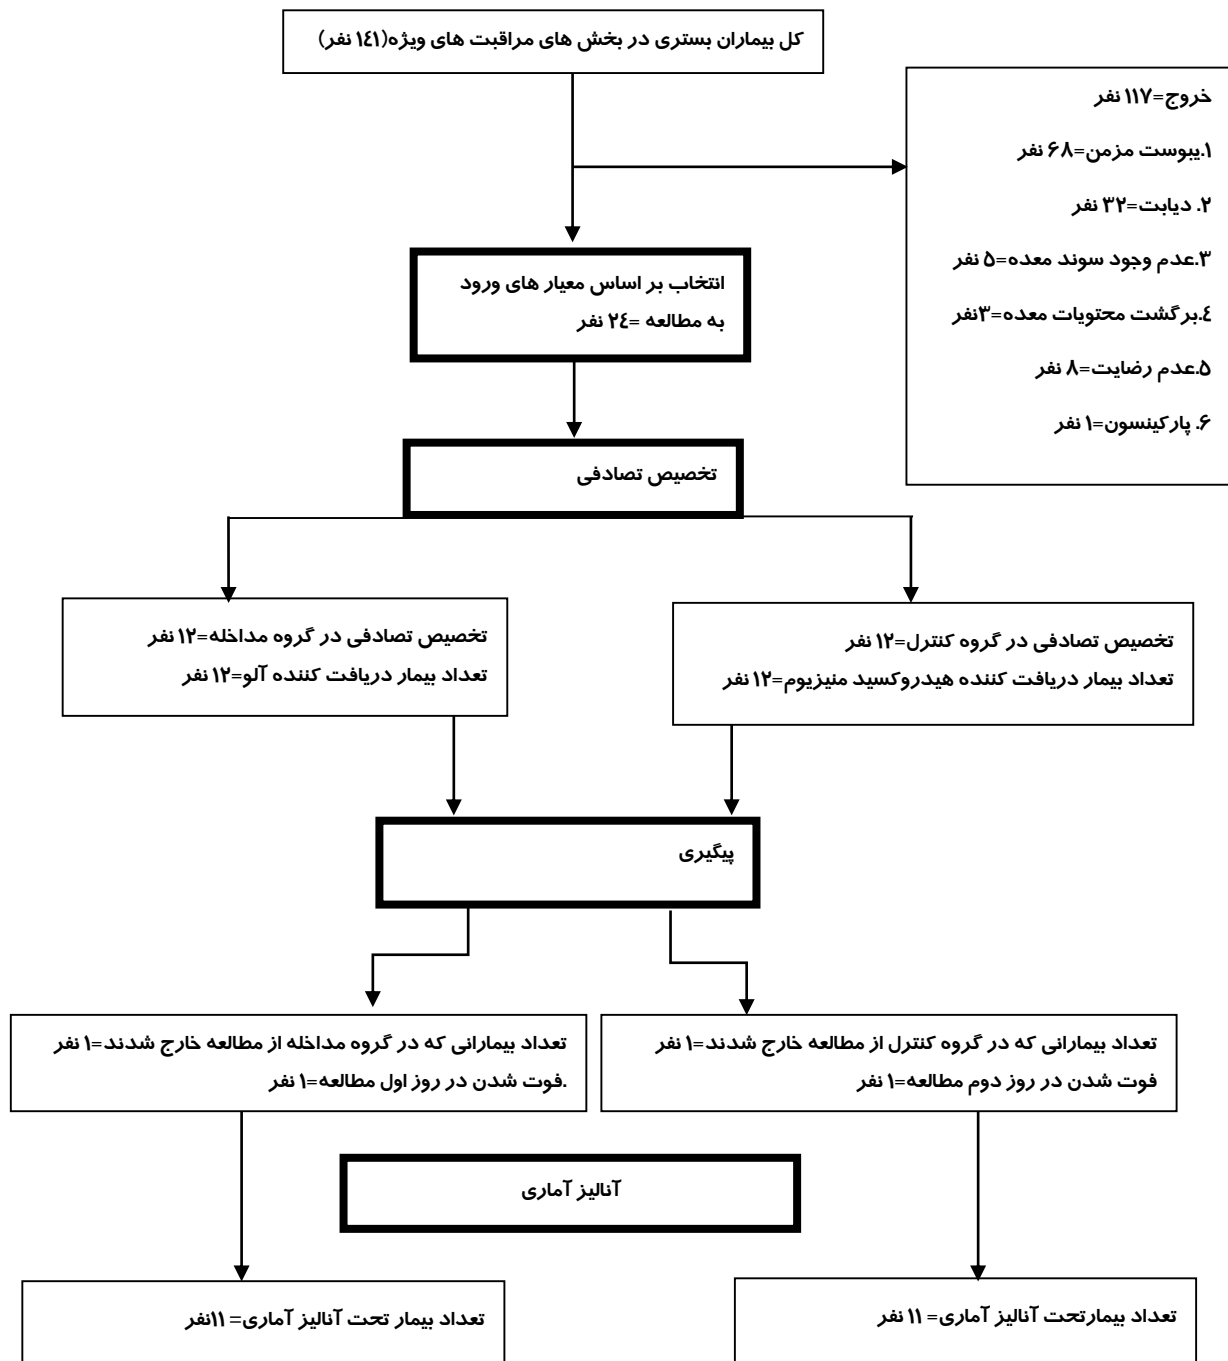 کل بیماران بستری در بخش های مراقبت های ویژه(۱٤۱ نفر)
خروج=۱۱۷ نفر
۱.یبوست مزمن=۶۸ نفر
۲. دیابت=۳۲ نفر
۳.عدم وجود سوند معده=۵ نفر
٤.برگشت محتویات معده=۳نفر
۵.عدم رضایت=۸ نفر
۶. پارکینسون=۱ نفر
انتخاب بر اساس معیار های ورود
به مطالعه =۲٤ نفر
تخصیص تصادفی
تخصیص تصادفی در گروه کنترل=۱۲ نفر
تعداد بیمار دریافت کننده هیدروکسید منیزیوم=۱۲ نفر
تخصیص تصادفی در گروه مداخله=۱۲ نفر
تعداد بیمار دریافت کننده آلو=۱۲ نفر
پیگیری
تعداد بیمارانی که در گروه کنترل از مطالعه خارج شدند=۱ نفر
فوت شدن در روز دوم مطالعه=۱ نفر
تعداد بیمارانی که در گروه مداخله از مطالعه خارج شدند=۱ نفر
.فوت شدن در روز اول مطالعه=۱ نفر
آنالیز آماری
تعداد بیمارتحت آنالیز آماری= ۱۱ نفر
تعداد بیمار تحت آنالیز آماری= ۱۱نفر